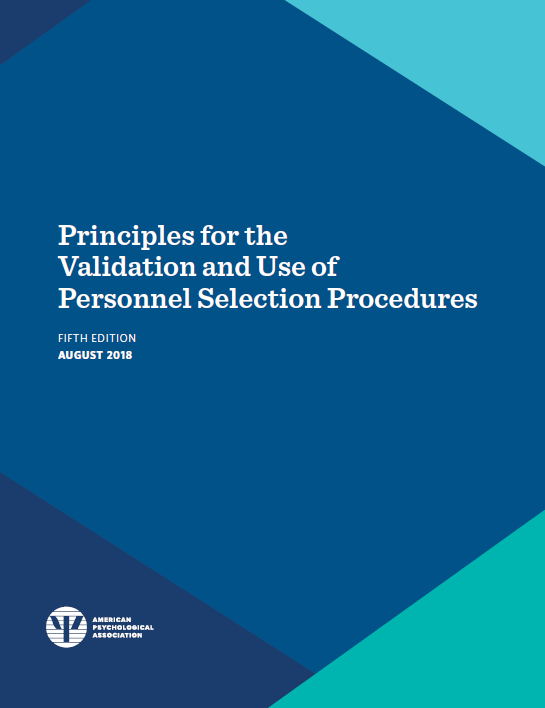 Principles for the
Validation and Use of
Personnel Selection Procedures
FIFTH EDITION
AUGUST 2018
AMERICAN
PSYCHOLOGICAL
ASSOCIATION